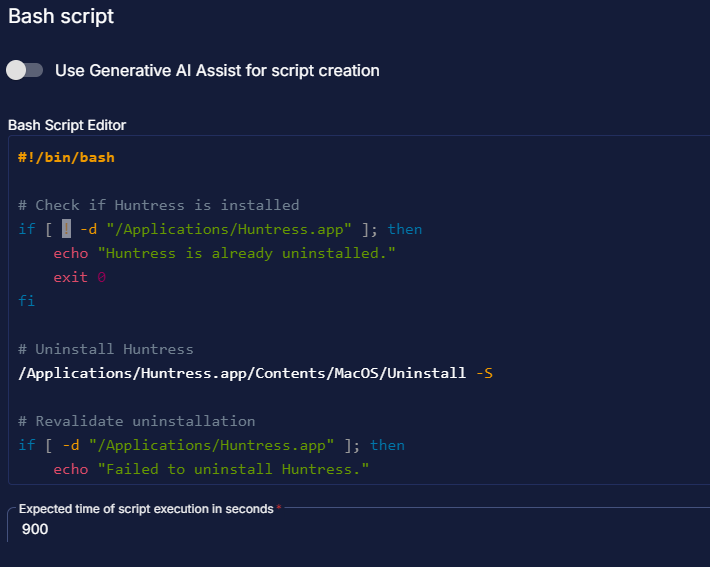 Bash script
Use Generative AI Assist for script creation
Bash Script Editor
#!/bin/bash
# Check if Huntress is installed
if [ ! -d "/Applications/Huntress.app" ]; then
    echo "Huntress is already uninstalled."
    exit 0
fi
# Uninstall Huntress
/Applications/Huntress.app/Contents/MacOS/Uninstall -S
# Revalidate uninstallation
if [ -d "/Applications/Huntress.app" ]; then
    echo "Failed to uninstall Huntress."
Expected time of script execution in seconds *
900